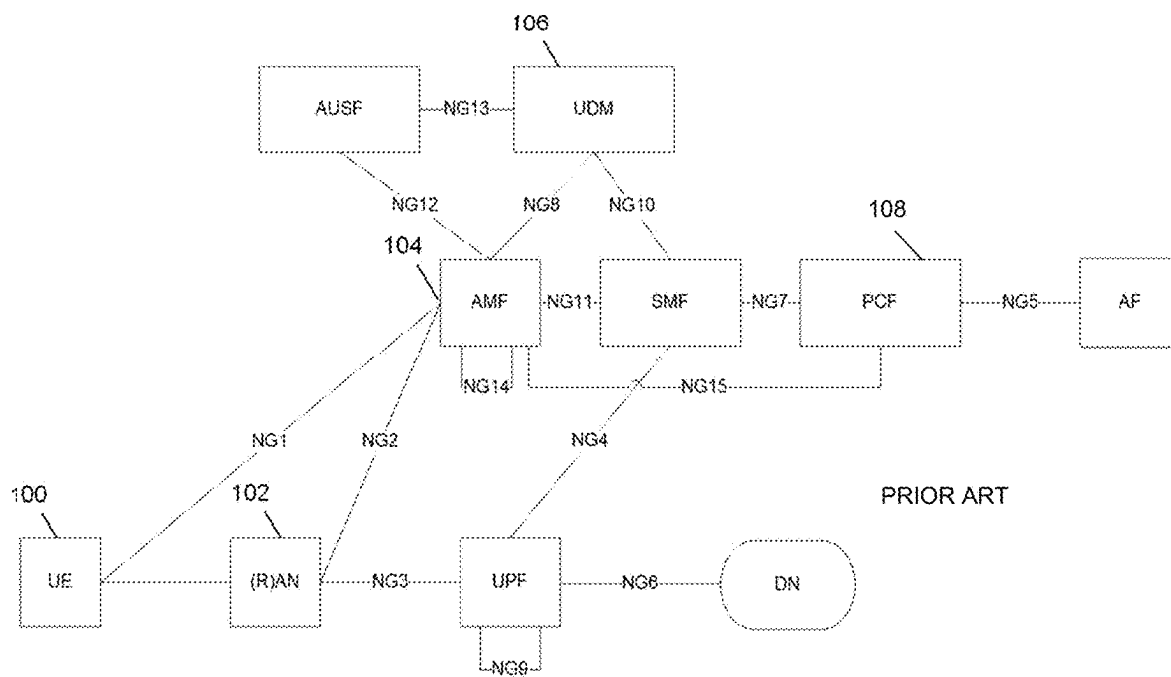 106
AUSF
NG13
UDM
NG12
NG8
NG10
108
104
AMF
NG11
SMF
NG7
PCF
NG5
AF
NG14
NG15
NG1
NG2
NG4
100
102
PRIOR ART
UE
(R)AN
NG3
UPF
NG6
DN
NG9